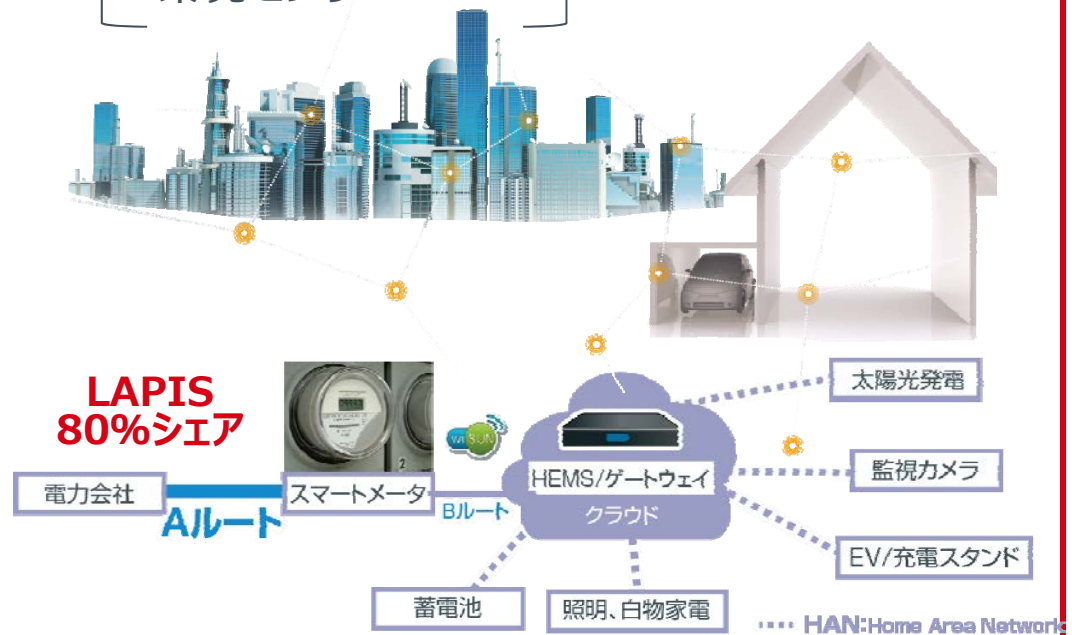 LAPIS
80%シェア
太陽光発電
Wi SUN
HEMS/ゲートウェイ
監視カメラ
電力会社
スマートメータ
Aルート
Bルート
クラウド
EV/充電スタンド
蓄電池
照明、白物家電
HAN:Home Area Network